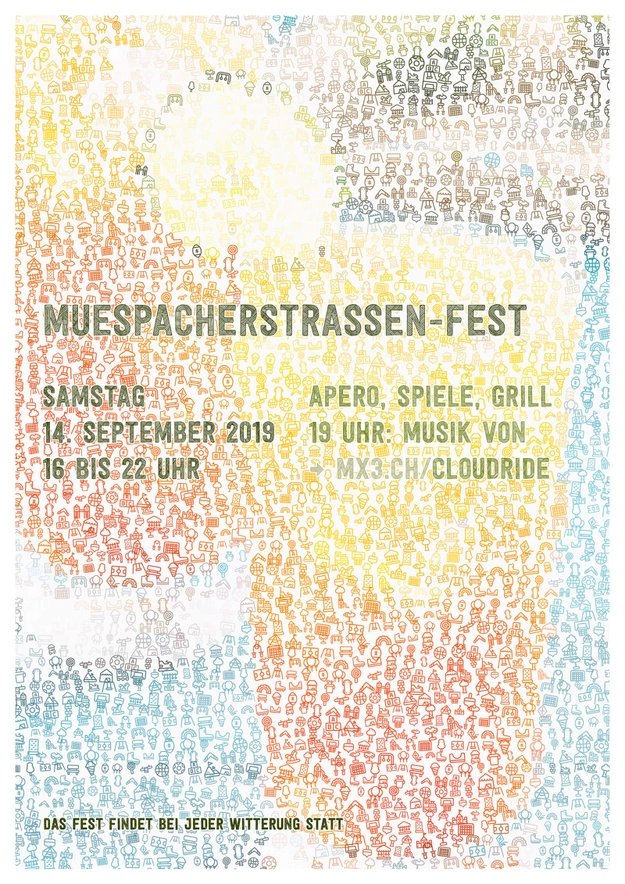 MUESPACHERSTRASSEN-FEST
SAMSTAG
14. SEPTEMBER 2019
16 BIS 22 UHR
APERO, SPIELE, GRILL
19 UHR: MUSIK VON
→ MX3.CH/CLOUDRIDE
DAS FEST FINDET BEI JEDER WITTERUNG STATT